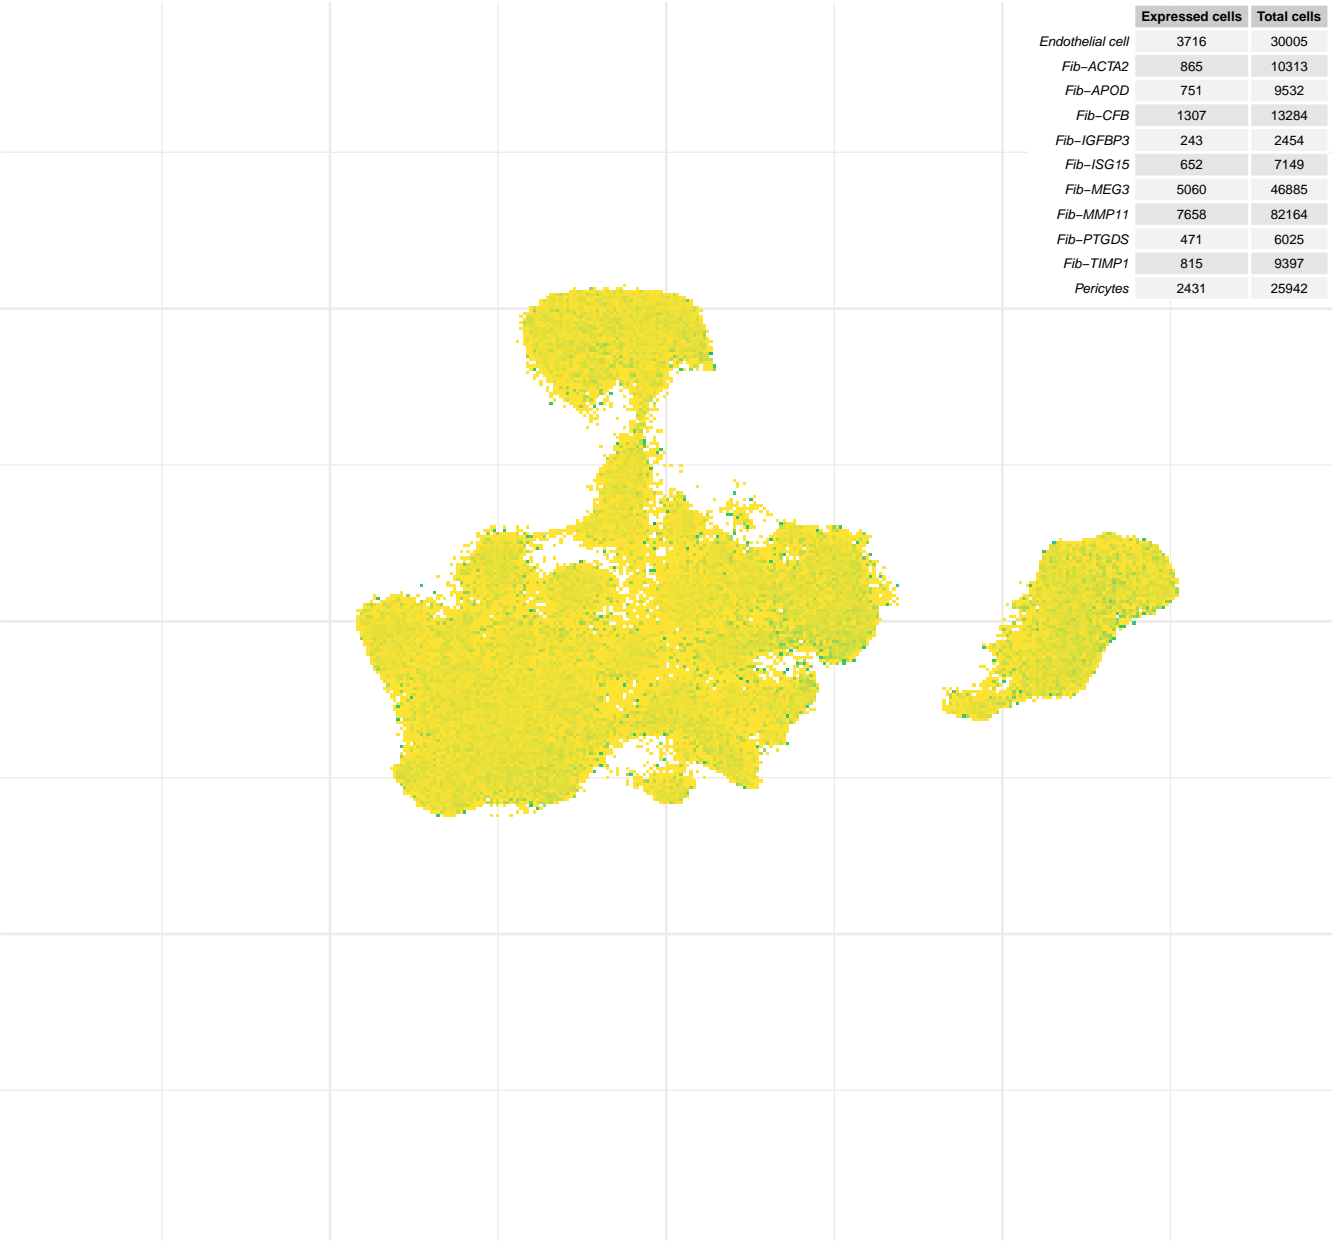 Expressed cells Total cells
Endothelial cell 3716 30005
Fib−ACTA2 865 10313
Fib−APOD 751 9532
Fib−CFB 1307 13284
Fib−IGFBP3 243 2454
Fib−ISG15 652 7149
Fib−MEG3 5060 46885
Fib−MMP11 7658 82164
Fib−PTGDS 471 6025
Fib−TIMP1 815 9397
Pericytes 2431 25942